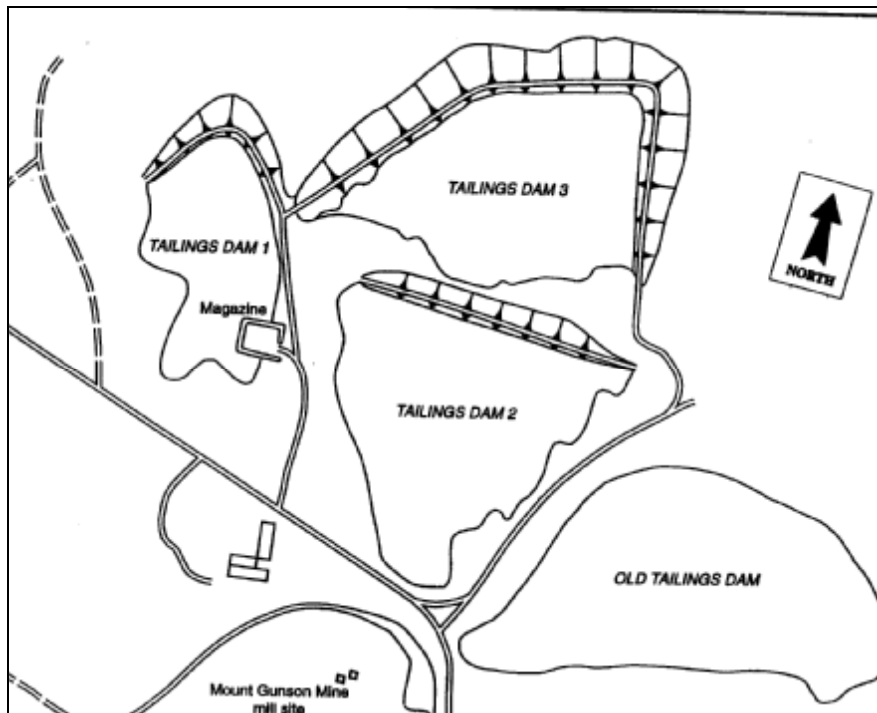 TAILINGS DAM 3
TAILINGS DAM 1
NORTH
Magazine
TAILINGS DAM 2
OLD TAILINGS DAM
Mount Gunson Mine
mill site